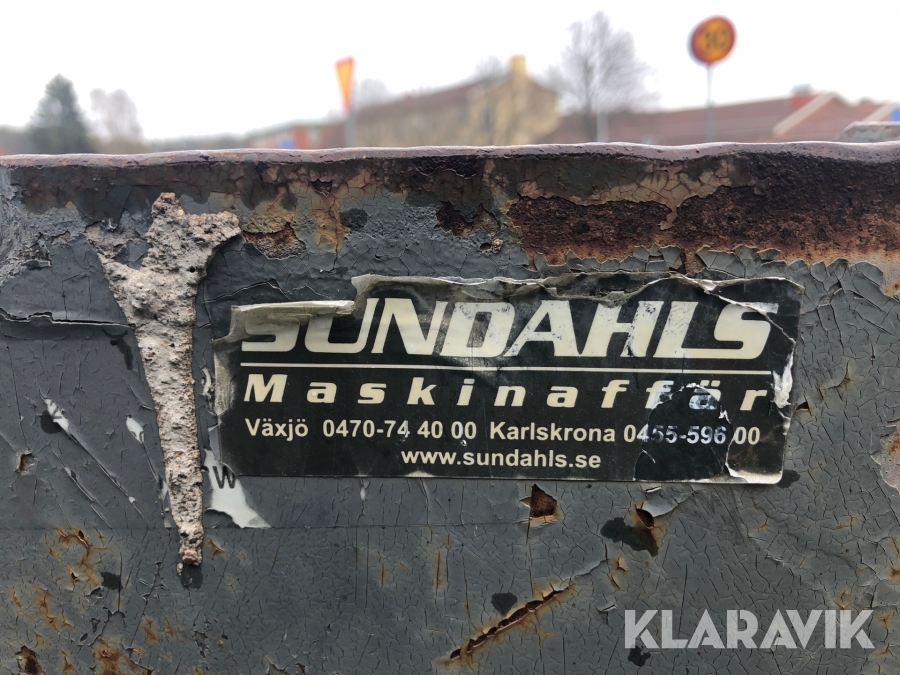 SUNDAHLS
Maskinaffär
Växjö 0470-74 40 00 Karlskrona 0455-596 00
www.sundahls.se
W
KLARAVIK